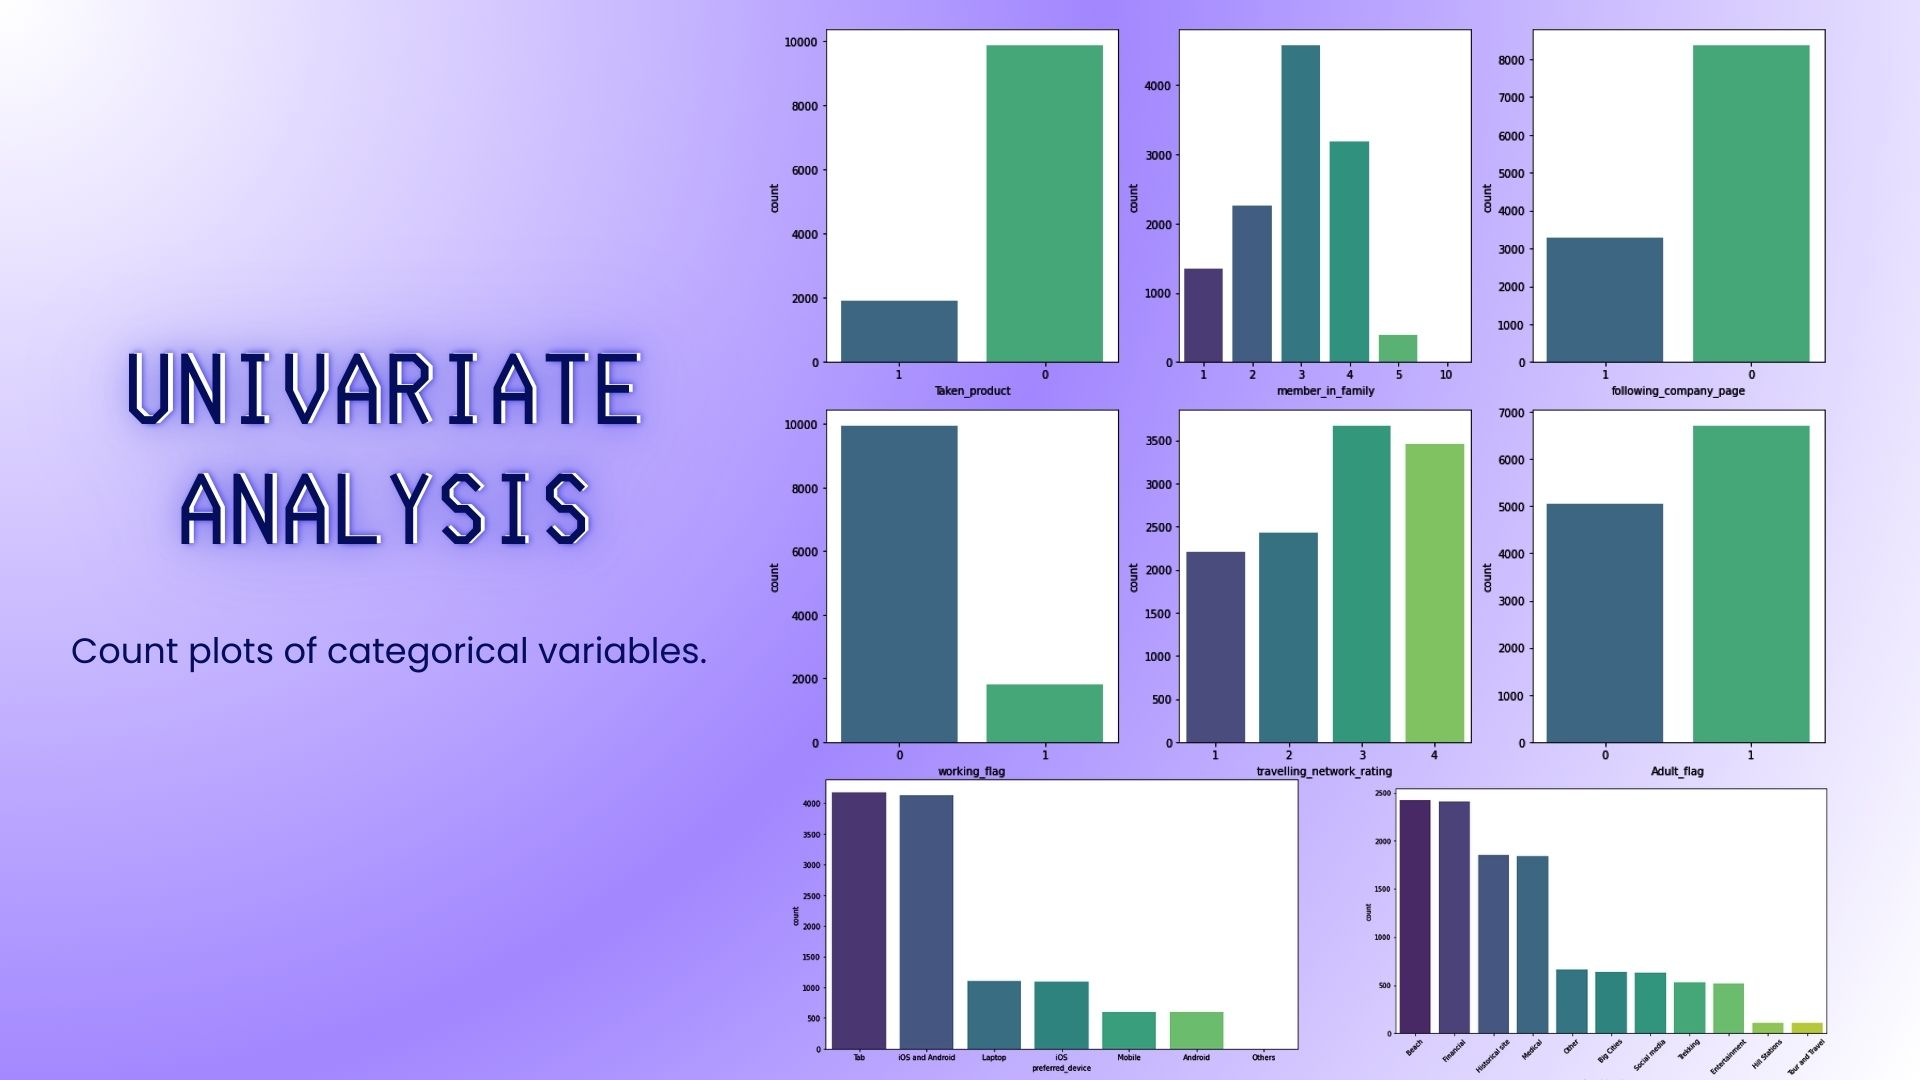 UNIVARIATE
ANALYSIS
Count plots of categorical variables.
10000
8000
6000
4000
2000
0
count
1 0
Taken_product
4000
3000
2000
1000
0
count
1 2 3 4 5 10
member_in_family
8000
7000
6000
5000
4000
3000
2000
1000
0
count
1 0
following_company_page
10000
8000
6000
4000
2000
0
count
0 1
working_flag
3500
3000
2500
2000
1500
1000
500
0
count
1 2 3 4
travelling_network_rating
7000
6000
5000
4000
3000
2000
1000
0
count
0 1
Adult_flag
4000
3500
3000
2500
2000
1500
1000
500
0
count
Tab iOS and Android Laptop iOS Mobile Android Others
preferred_device
2500
2000
1500
1000
500
0
count
Beach Financial Historical site Medical Other Big Cities Social media Trekking Entertainment Hill Stations Tour and Travel